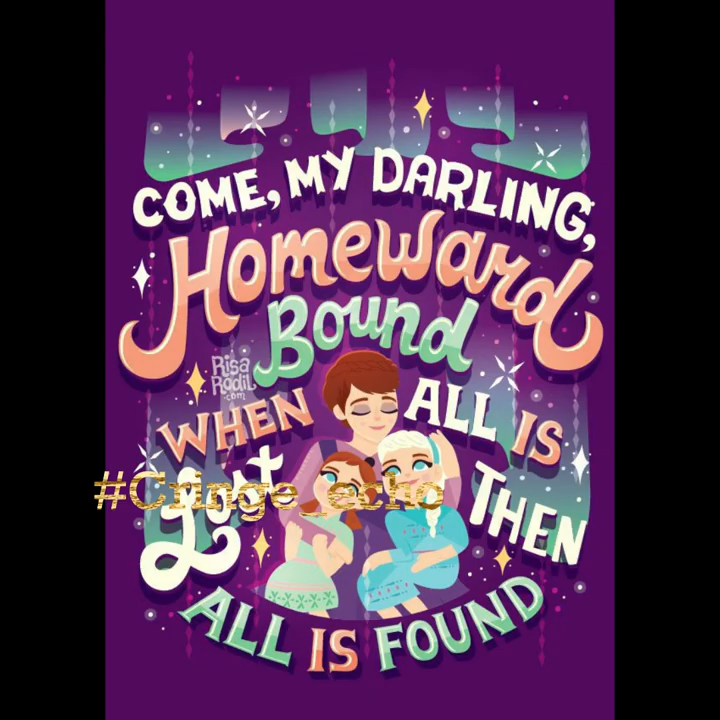 COME, MY DARLING,
Homeward
Bound
Risa
Rodil
.com
WHEN ALL IS
Lost THEN
#Cringe_echo
ALL IS FOUND